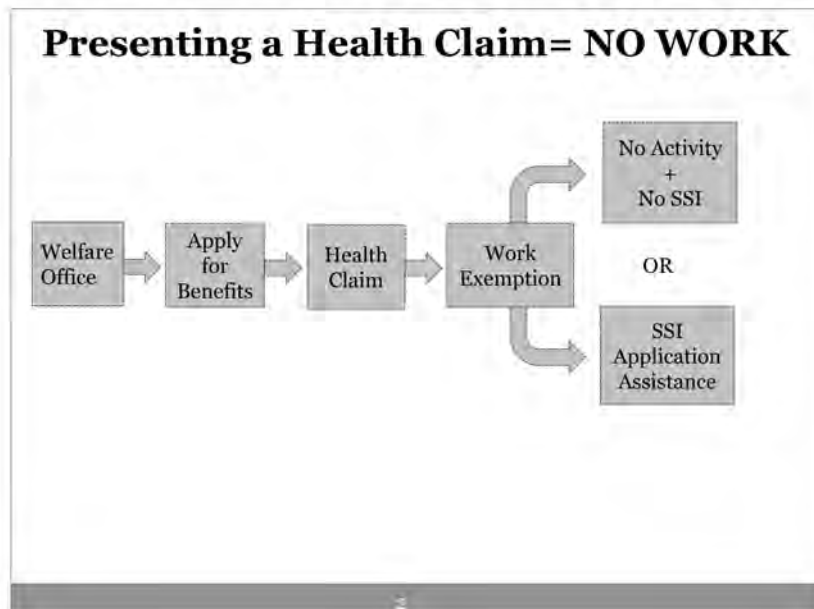 Presenting a Health Claim= NO WORK
Welfare
Office
Apply
for
Benefits
Health
Claim
Work
Exemption
No Activity
+
No SSI
OR
SSI
Application
Assistance